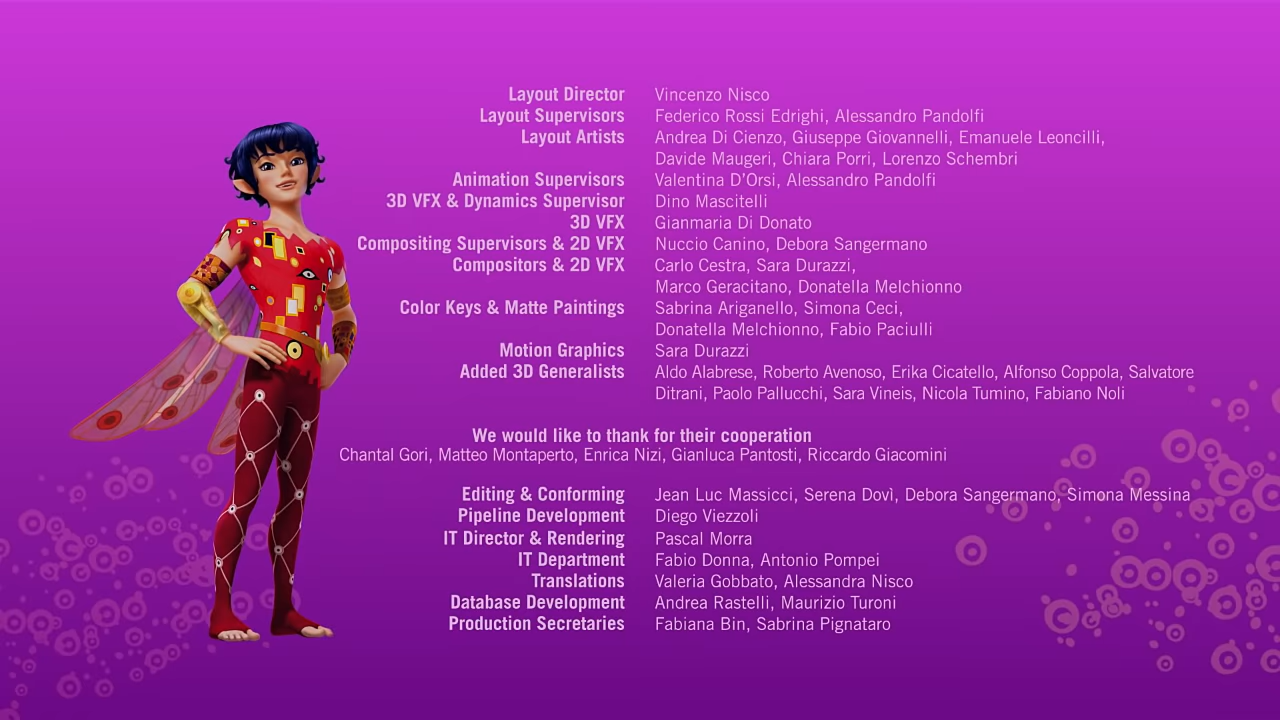 Layout Director Vincenzo Nisco
Layout Supervisors Federico Rossi Edrighi, Alessandro Pandolfi
Layout Artists Andrea Di Cienzo, Giuseppe Giovannelli, Emanuele Leoncilli,
Davide Maugeri, Chiara Porri, Lorenzo Schembri
Animation Supervisors Valentina D'Orsi, Alessandro Pandolfi
3D VFX & Dynamics Supervisor Dino Mascitelli
3D VFX Gianmaria Di Donato
Compositing Supervisors & 2D VFX Nuccio Canino, Debora Sangermano
Compositors & 2D VFX Carlo Cestra, Sara Durazzi,
Marco Geracitano, Donatella Melchionno
Color Keys & Matte Paintings Sabrina Ariganello, Simona Ceci,
Donatella Melchionno, Fabio Paciulli
Motion Graphics Sara Durazzi
Added 3D Generalists Aldo Alabrese, Roberto Avenoso, Erika Cicatello, Alfonso Coppola, Salvatore
Ditrani, Paolo Pallucchi, Sara Vineis, Nicola Tumino, Fabiano Noli
We would like to thank for their cooperation
Chantal Gori, Matteo Montaperto, Enrica Nizi, Gianluca Pantosti, Riccardo Giacomini
Editing & Conforming Jean Luc Massicci, Serena Dovì, Debora Sangermano, Simona Messina
Pipeline Development Diego Viezzoli
IT Director & Rendering Pascal Morra
IT Department Fabio Donna, Antonio Pompei
Translations Valeria Gobbato, Alessandra Nisco
Database Development Andrea Rastelli, Maurizio Turoni
Production Secretaries Fabiana Bin, Sabrina Pignataro